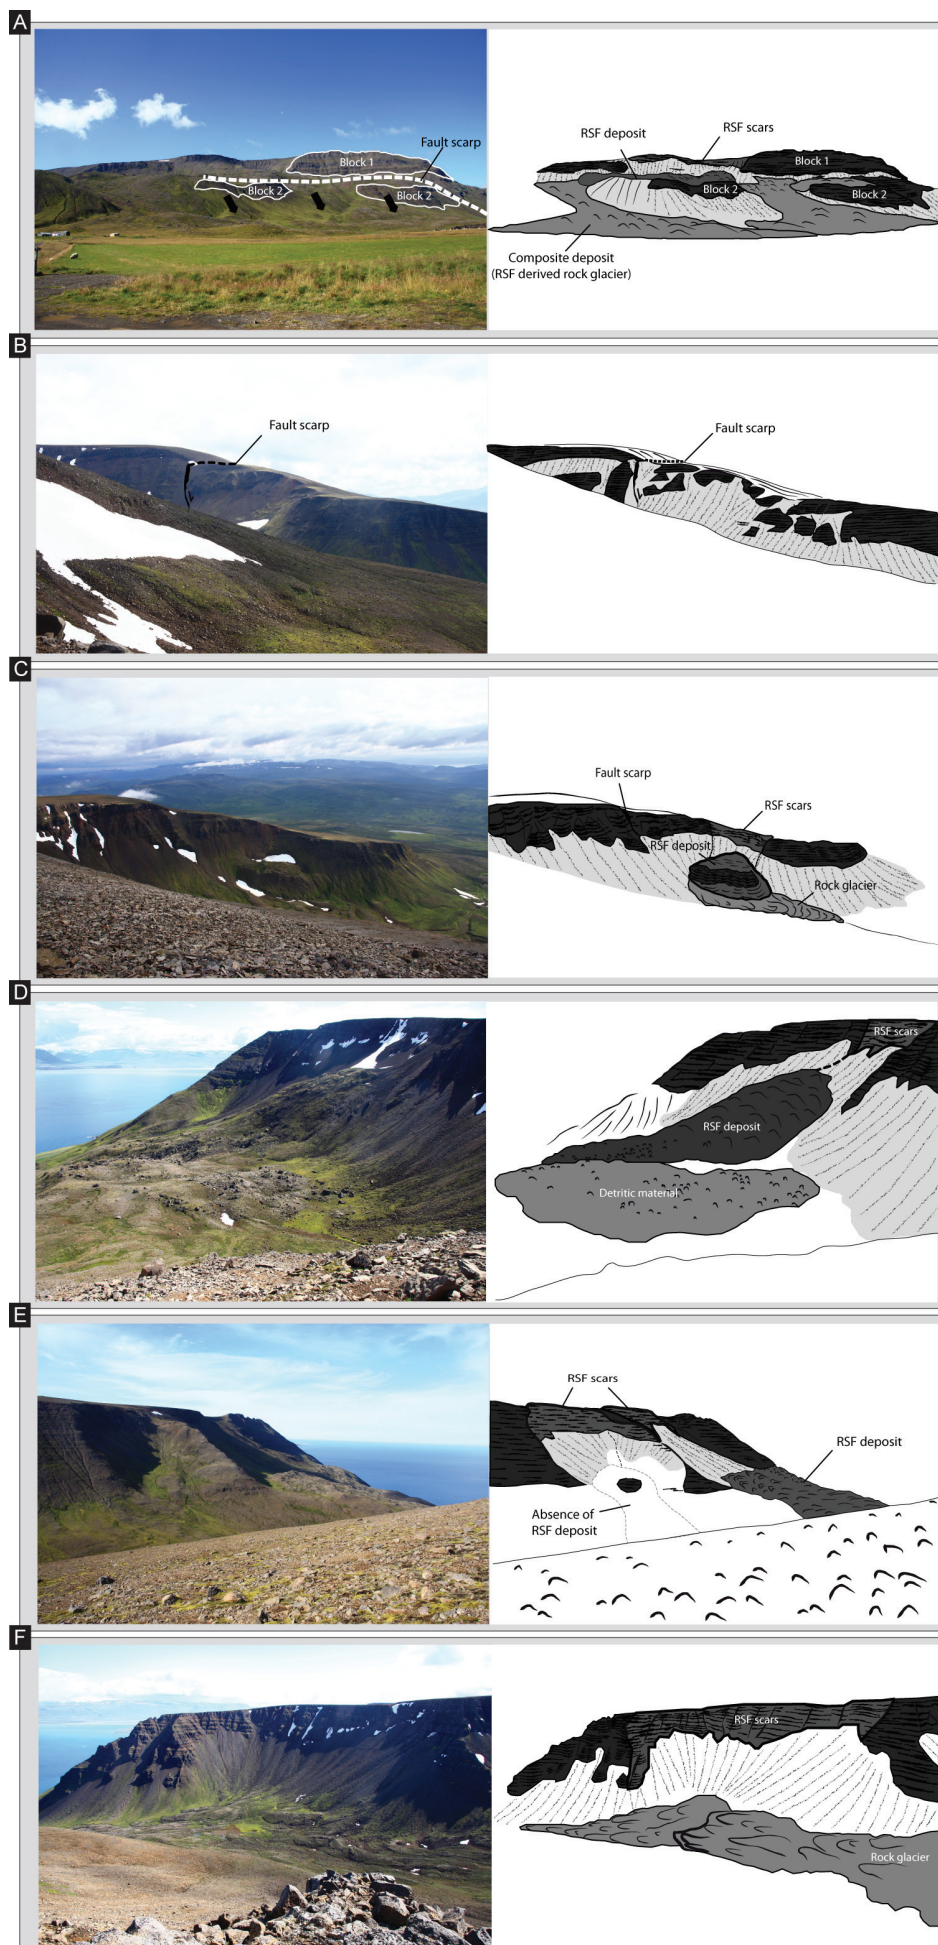 A
Fault scarp
Block 1
Block 2
Block 2
RSF deposit
RSF scars
Block 1
Block 2
Block 2
Composite deposit
(RSF derived rock glacier)
B
Fault scarp
Fault scarp
C
Fault scarp
RSF scars
RSF deposit
Rock glacier
D
RSF scars
RSF deposit
Detritic material
E
RSF scars
RSF deposit
Absence of
RSF deposit
F
RSF scars
Rock glacier